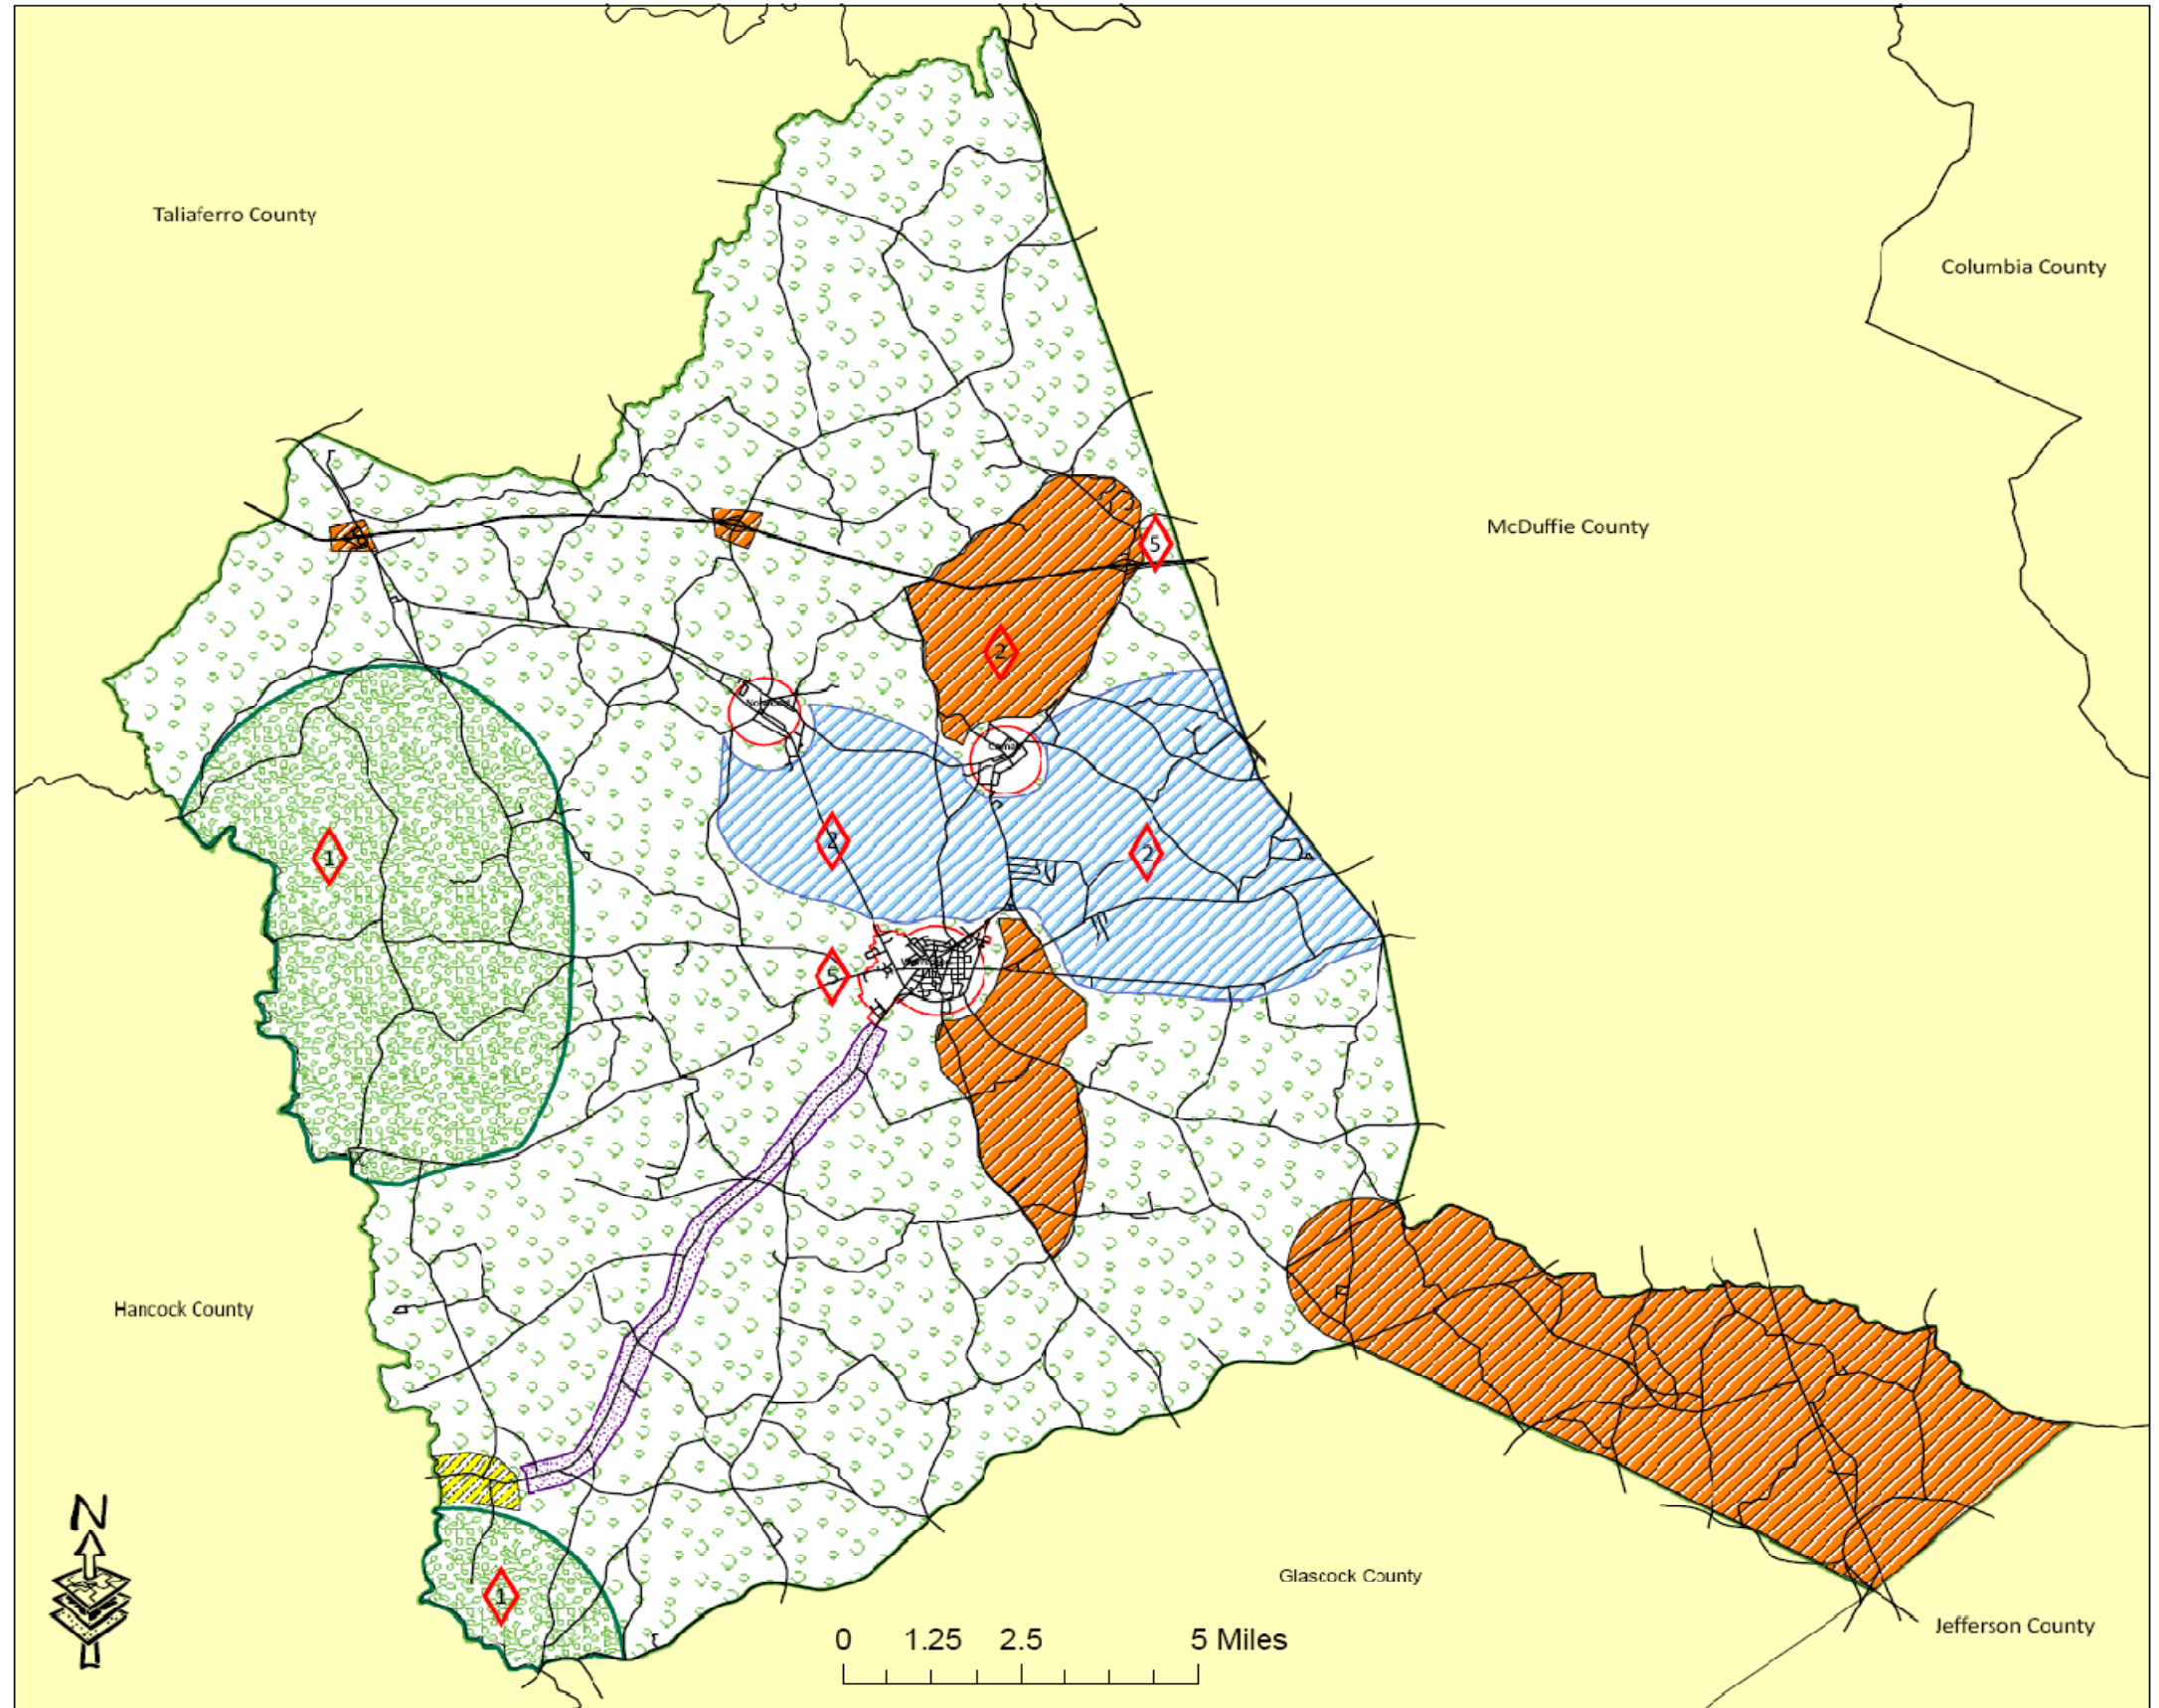 Taliaferro County
Columbia County
McDuffie County
5
2
1
2
5
Hancock County
N
1
Glascock County
Jefferson County
0 1.25 2.5 5 Miles